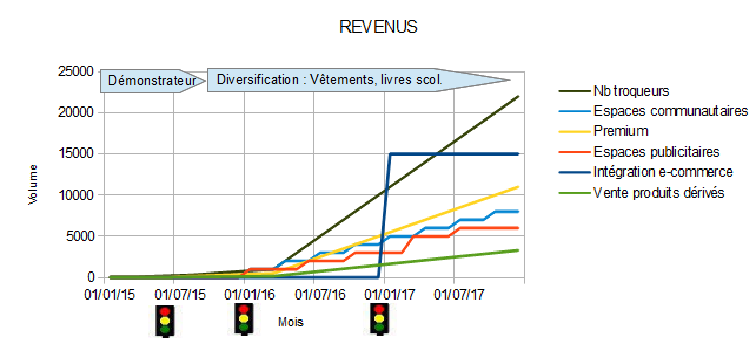 REVENUS
25000
20000
15000
10000
5000
0
Démonstrateur
Diversification : Vêtements, livres scol.
Volume
01/01/15 01/07/15 01/01/16 01/07/16 01/01/17 01/07/17
Mois
Nb troqueurs
Espaces communautaires
Premium
Espaces publicitaires
Intégration e-commerce
Vente produits dérivés